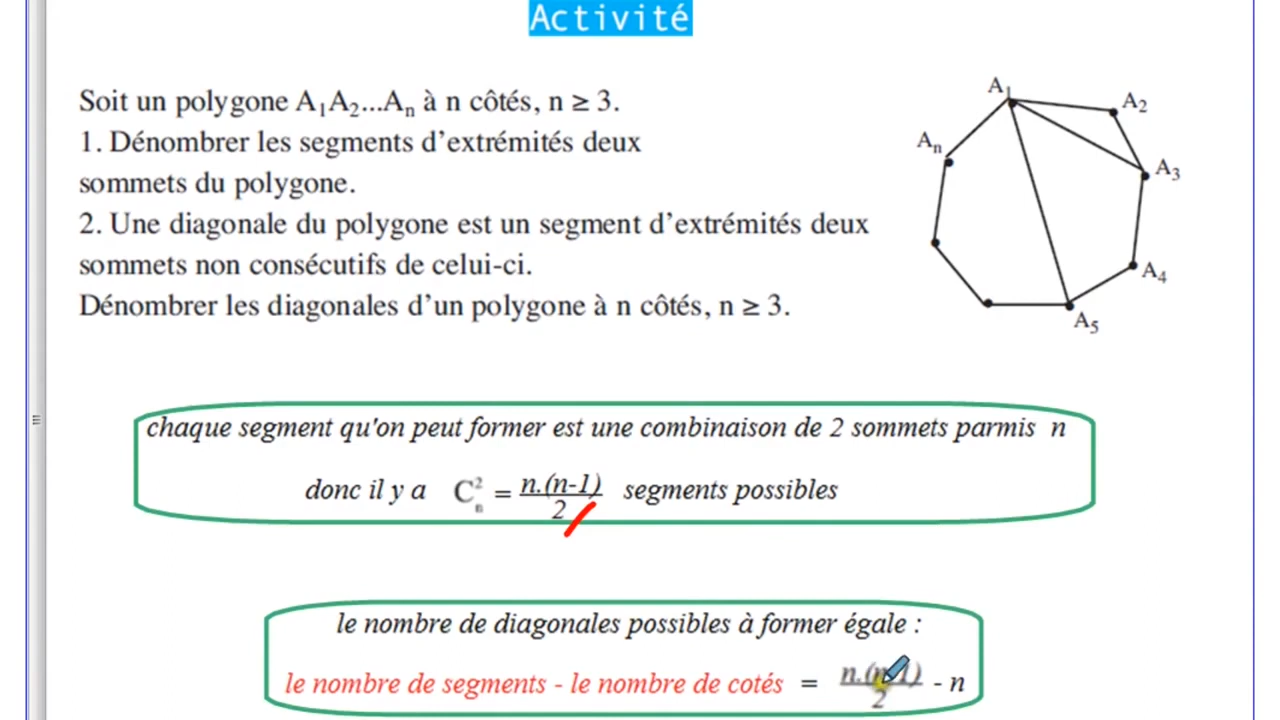 Activité
Soit un polygone A₁A₂...Aₙ à n côtés, n ≥ 3.
1. Dénombrer les segments d'extrémités deux
sommets du polygone.
2. Une diagonale du polygone est un segment d'extrémités deux
sommets non consécutifs de celui-ci.
Dénombrer les diagonales d'un polygone à n côtés, n ≥ 3.
A₁
A₂
Aₙ
A₃
A₄
A₅
chaque segment qu'on peut former est une combinaison de 2 sommets parmis n
donc il y a C²ₙ = n.(n-1)/2 segments possibles
le nombre de diagonales possibles à former égale :
le nombre de segments - le nombre de cotés = n.(n-1)/2 - n